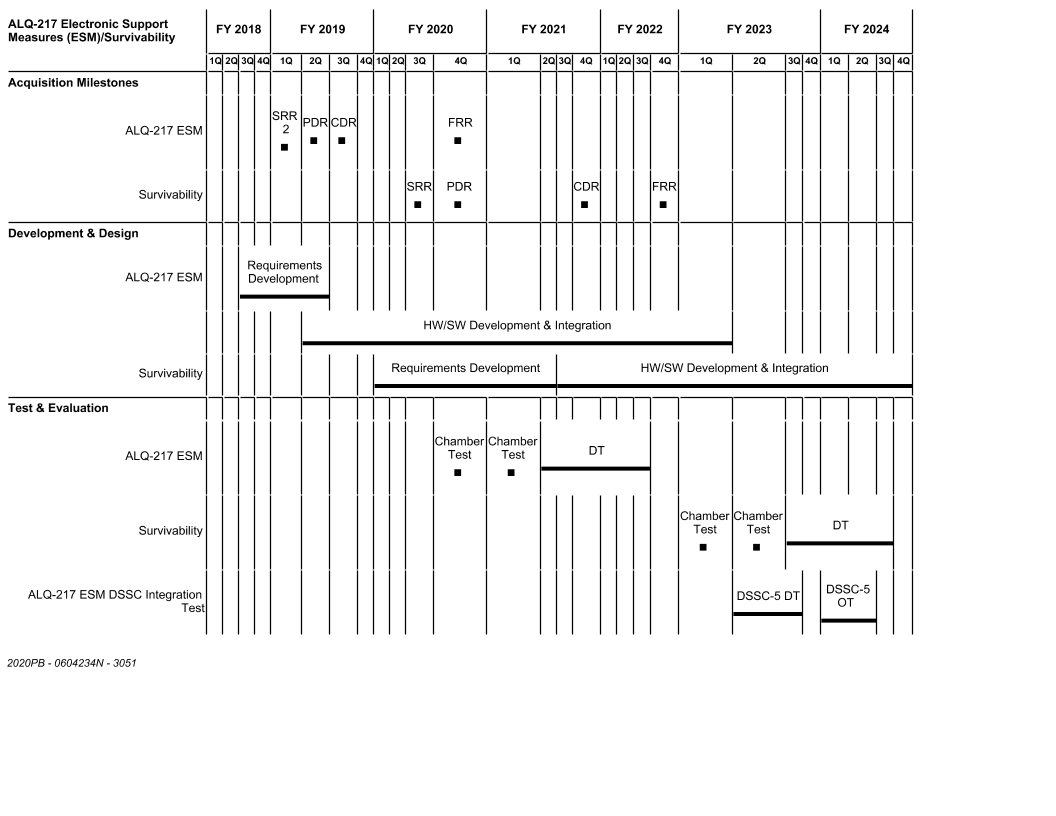 ALQ-217 Electronic Support
Measures (ESM)/Survivability
FY 2018 FY 2019 FY 2020 FY 2021 FY 2022 FY 2023 FY 2024
1Q 2Q 3Q 4Q 1Q 2Q 3Q 4Q 1Q 2Q 3Q 4Q 1Q 2Q 3Q 4Q 1Q 2Q 3Q 4Q 1Q 2Q 3Q 4Q 1Q 2Q 3Q 4Q
Acquisition Milestones
ALQ-217 ESM
SRR
2
PDR
CDR
FRR
Survivability
SRR
PDR
CDR
FRR
Development & Design
ALQ-217 ESM
Requirements
Development
HW/SW Development & Integration
Survivability
Requirements Development
HW/SW Development & Integration
Test & Evaluation
ALQ-217 ESM
Chamber
Test
Chamber
Test
DT
Survivability
Chamber
Test
Chamber
Test
DT
ALQ-217 ESM DSSC Integration
Test
DSSC-5 DT
DSSC-5
OT
2020PB - 0604234N - 3051